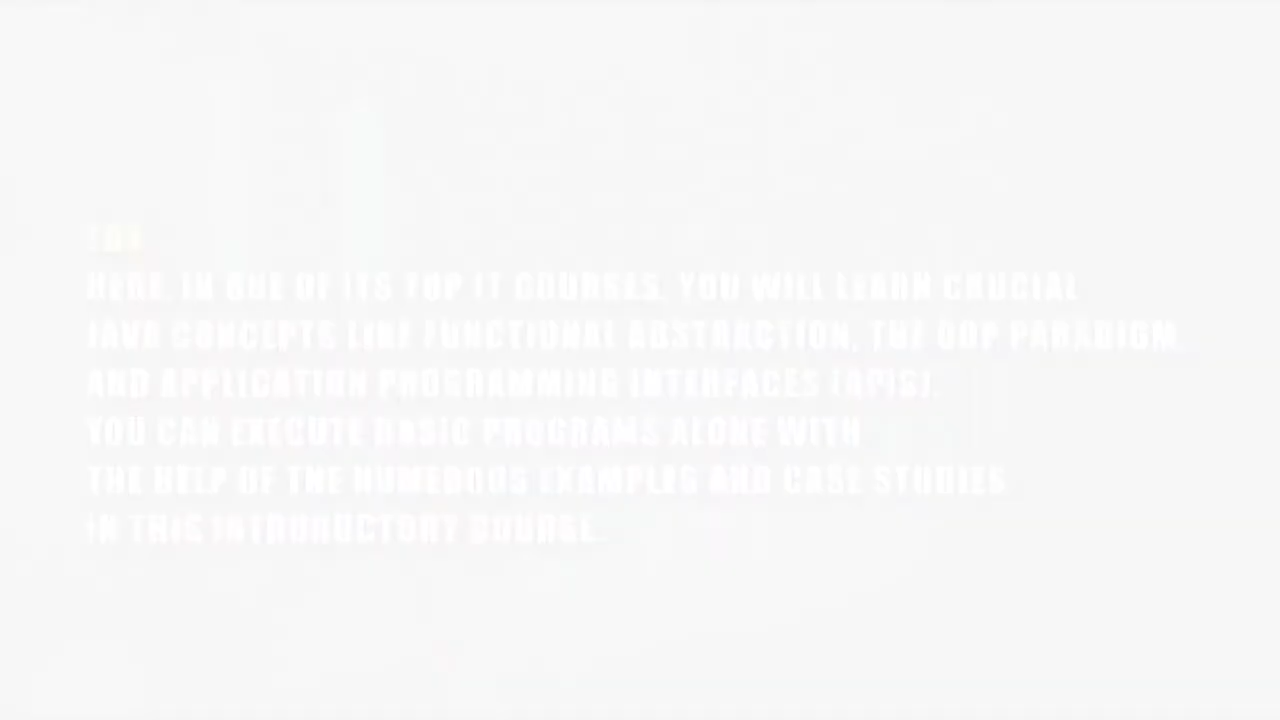 HERE, IN ONE OF ITS TOP IT COURSES, YOU WILL LEARN CRUCIAL
JAVA CONCEPTS LIKE FUNCTIONAL ABSTRACTION, THE OOP PARADIGM
AND APPLICATION PROGRAMMING INTERFACES (APIS).
YOU CAN EXECUTE BASIC PROGRAMS ALONE WITH
THE HELP OF THE NUMEROUS EXAMPLES AND CASE STUDIES
IN THIS INTRODUCTORY COURSE.